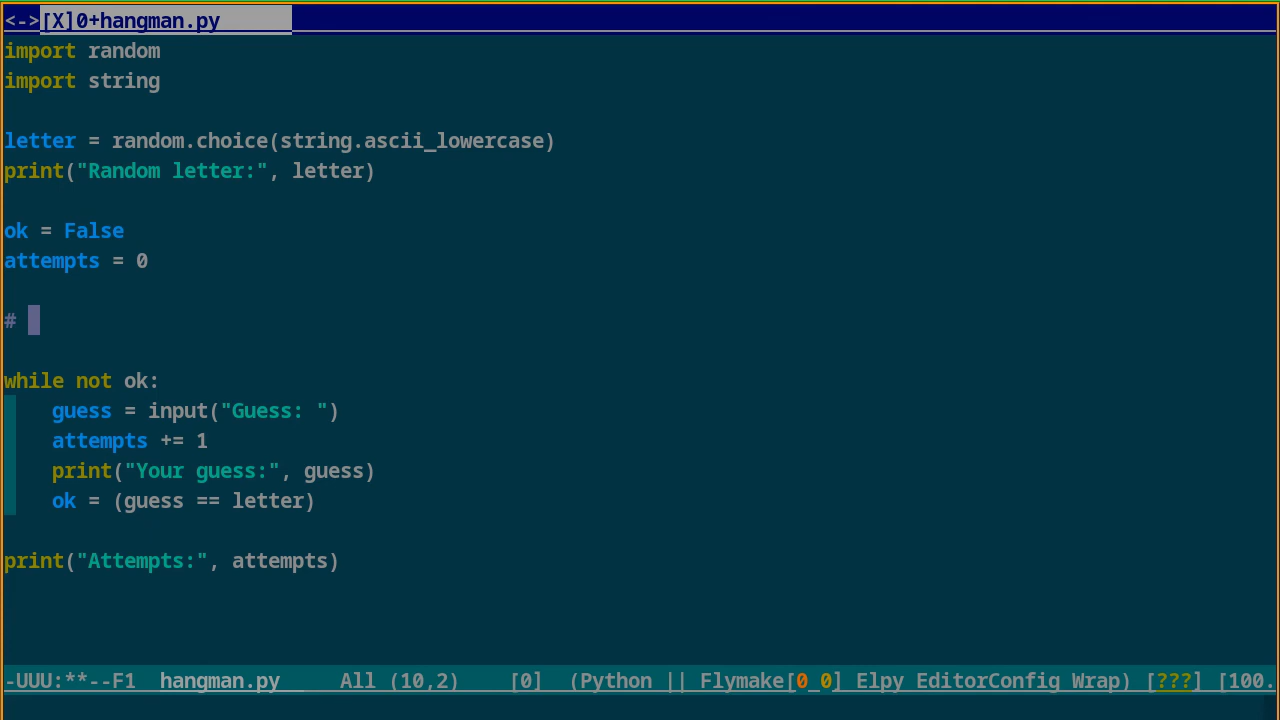 <->[X]0+hangman.py
import random
import string
letter = random.choice(string.ascii_lowercase)
print("Random letter:", letter)
ok = False
attempts = 0
#
while not ok:
    guess = input("Guess: ")
    attempts += 1
    print("Your guess:", guess)
    ok = (guess == letter)
print("Attempts:", attempts)
-UUU:**--F1  hangman.py     All (10,2)    [0]  (Python || Flymake[0 0] Elpy EditorConfig Wrap) [???] [100.